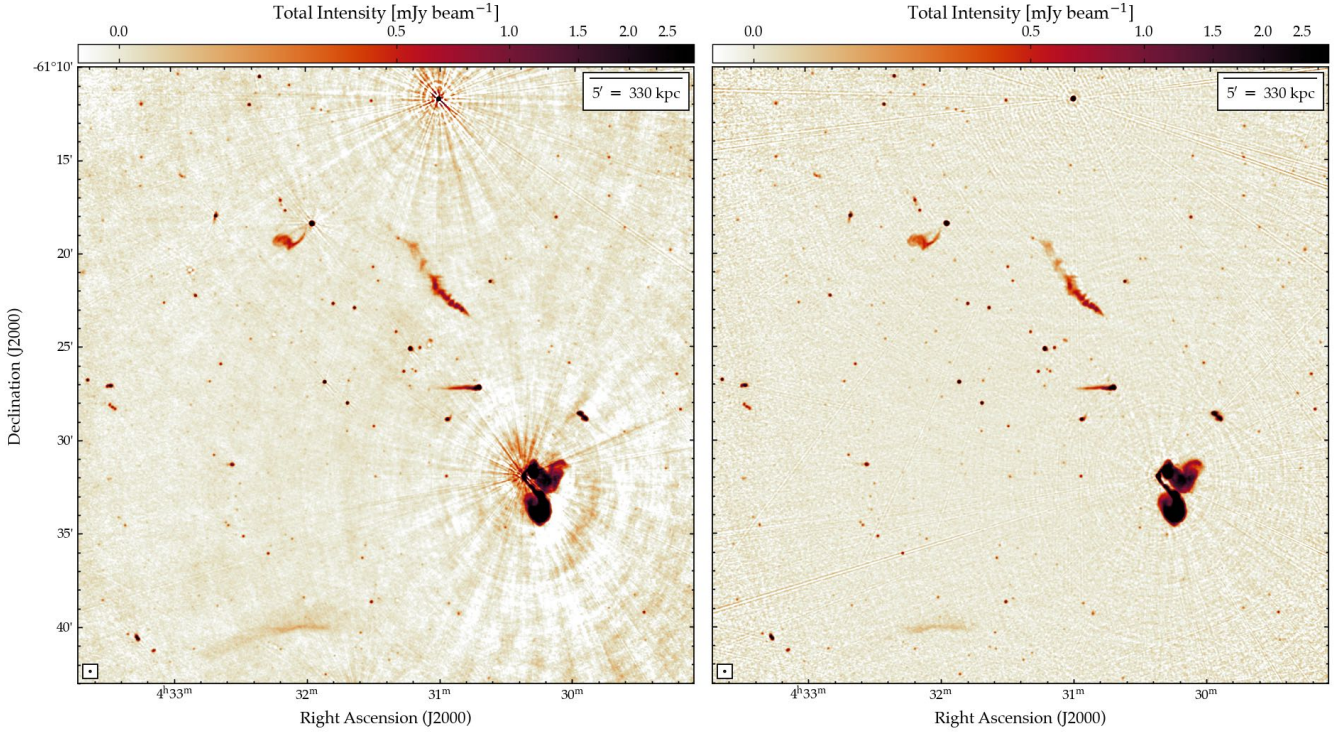 Total Intensity [mJy beam⁻¹]
0.0 0.5 1.0 1.5 2.0 2.5
5′ = 330 kpc
-61°10'
15'
20'
25'
30'
35'
40'
Declination (J2000)
4ʰ33ᵐ 32ᵐ 31ᵐ 30ᵐ
Right Ascension (J2000)
Total Intensity [mJy beam⁻¹]
0.0 0.5 1.0 1.5 2.0 2.5
5′ = 330 kpc
4ʰ33ᵐ 32ᵐ 31ᵐ 30ᵐ
Right Ascension (J2000)